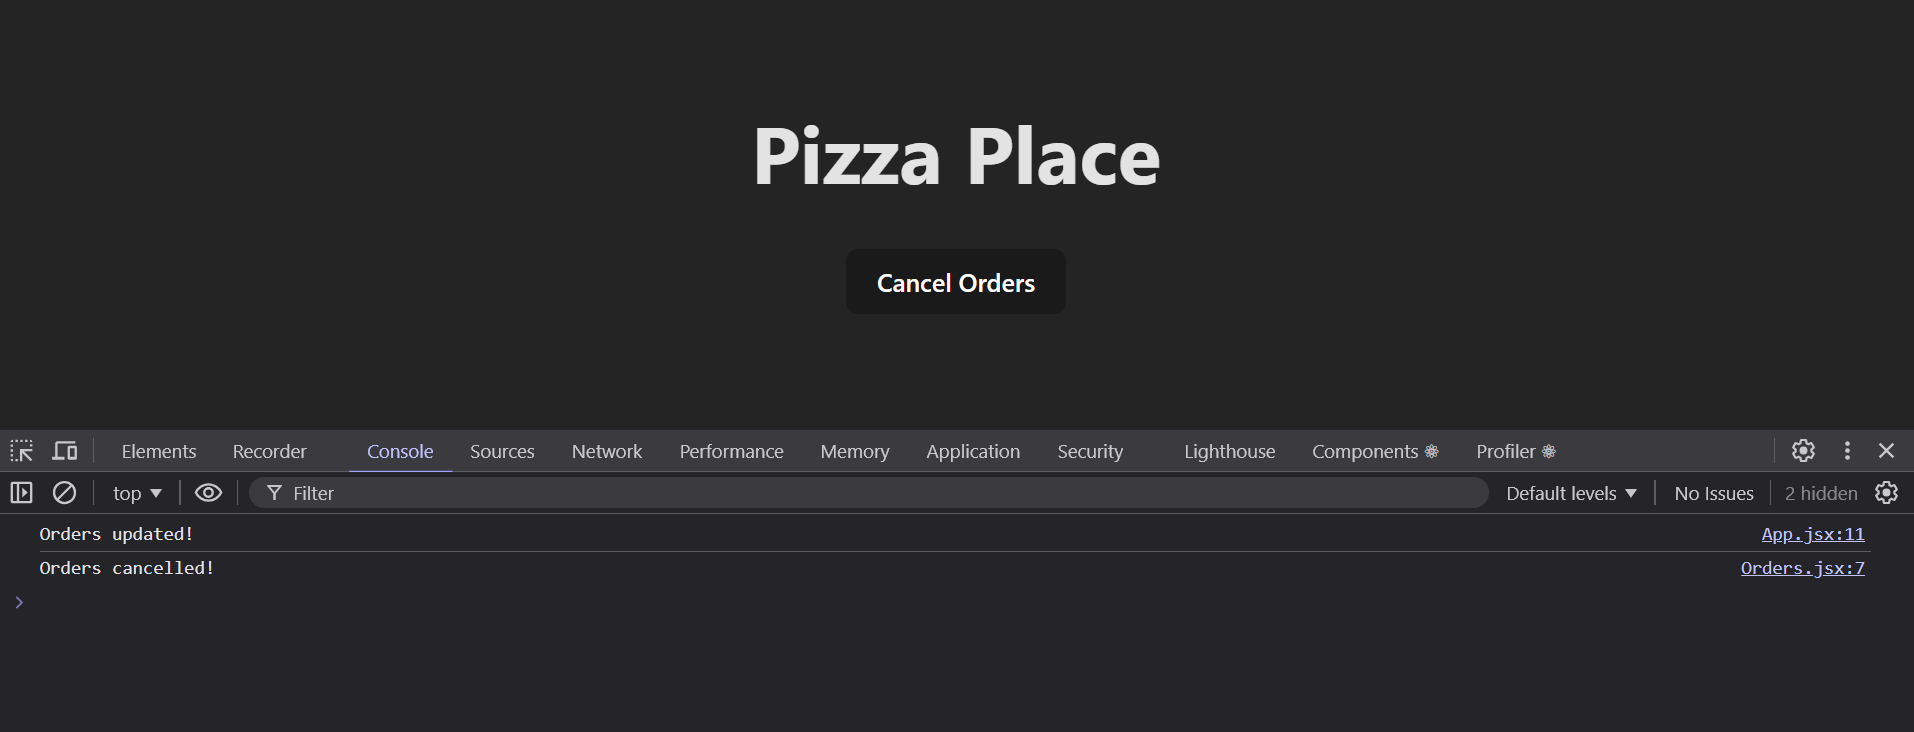 Pizza Place
Cancel Orders
Elements Recorder Console Sources Network Performance Memory Application Security Lighthouse Components Profiler
top Filter Default levels No Issues 2 hidden
Orders updated! App.jsx:11
Orders cancelled! Orders.jsx:7